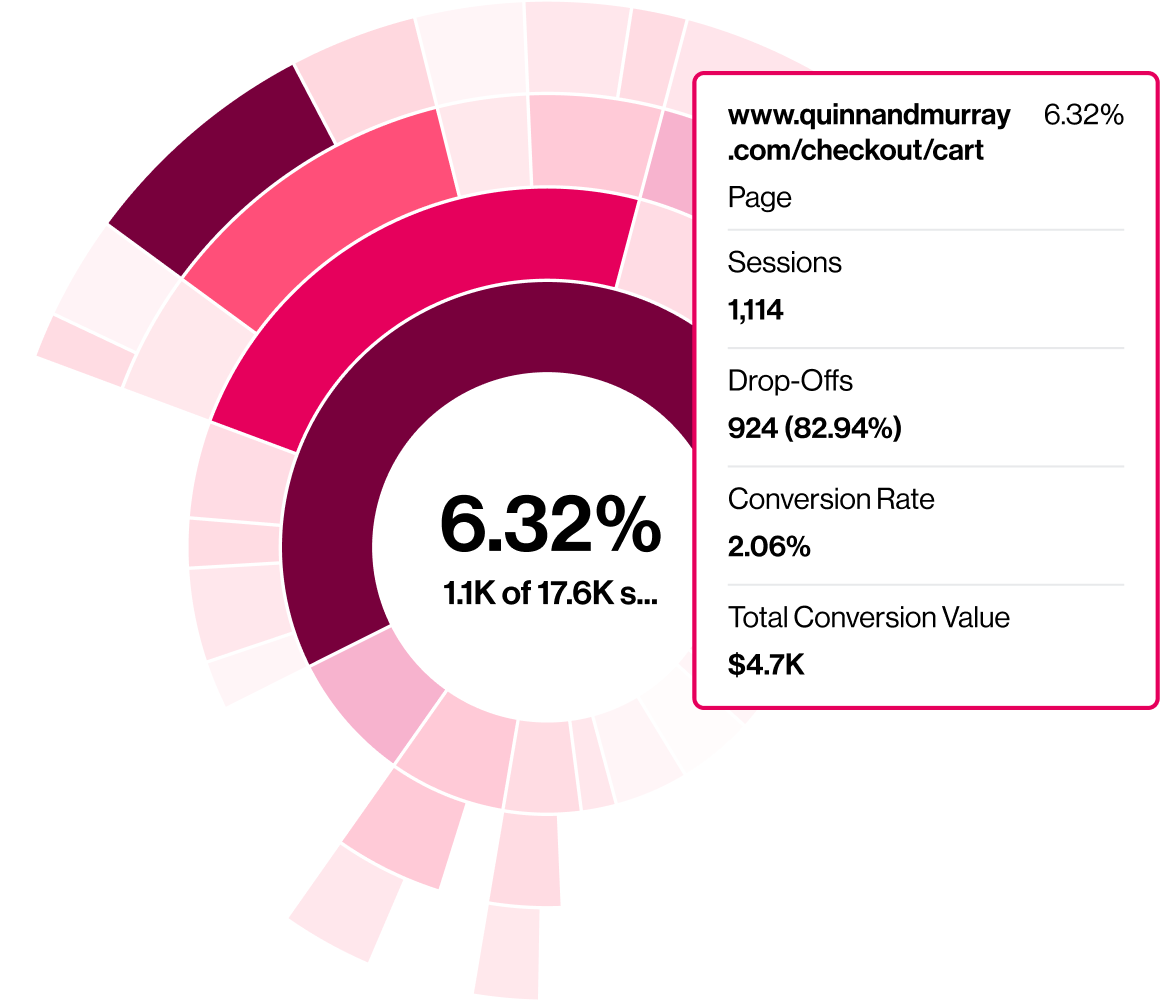 www.quinnandmurray 6.32%
.com/checkout/cart
Page
Sessions
1,114
Drop-Offs
924 (82.94%)
Conversion Rate
2.06%
Total Conversion Value
$4.7K
6.32%
1.1K of 17.6K s...